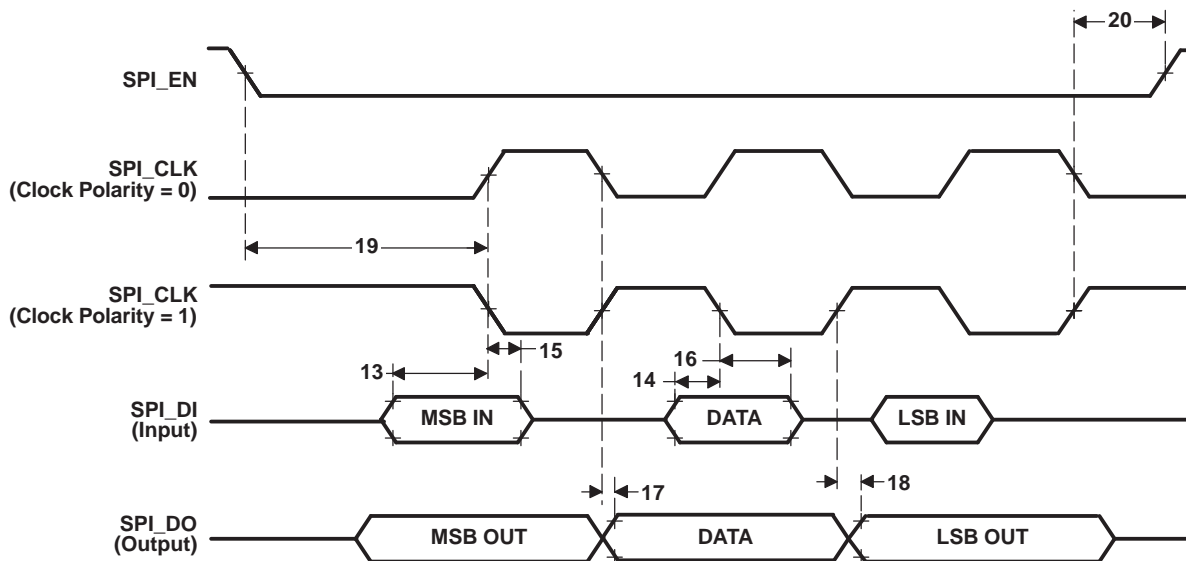 20
SPI_EN
SPI_CLK
(Clock Polarity = 0)
19
SPI_CLK
(Clock Polarity = 1)
15
13
16
14
SPI_DI
(Input)
MSB IN
DATA
LSB IN
17
18
SPI_DO
(Output)
MSB OUT
DATA
LSB OUT